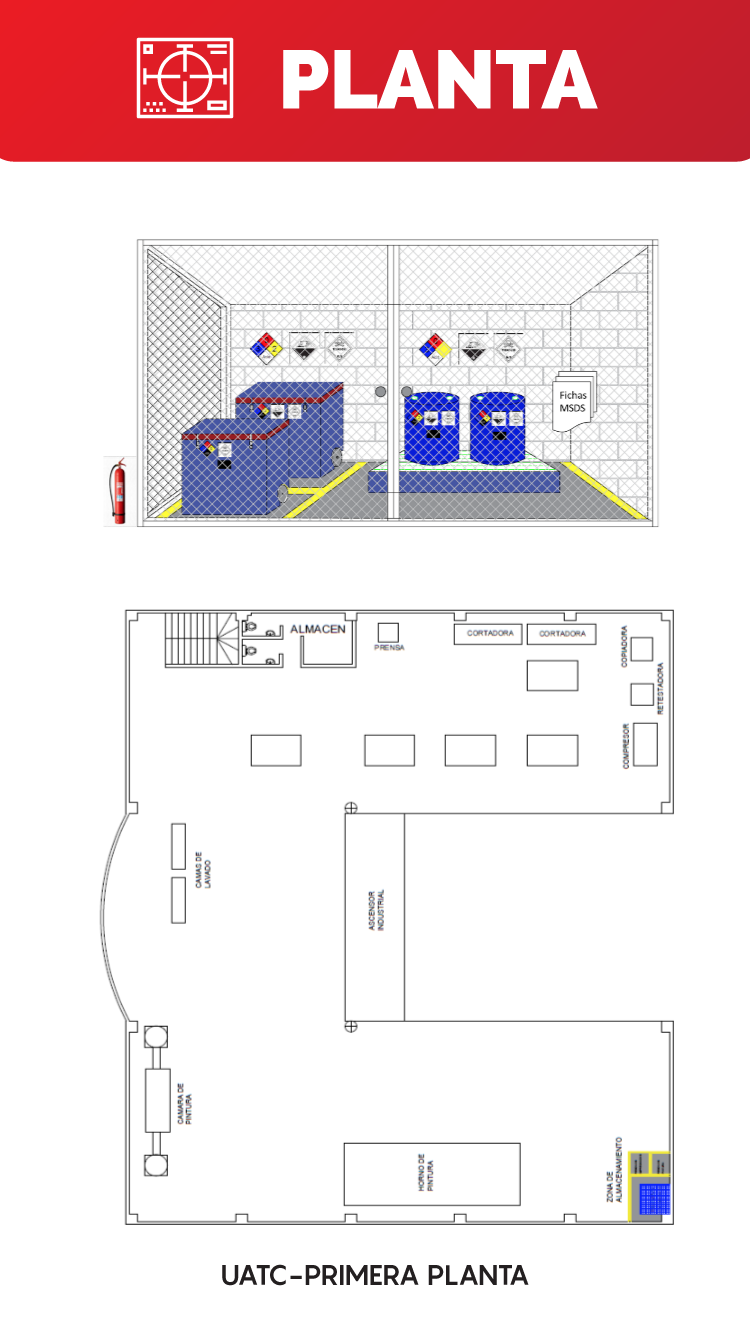 PLANTA
2
Fichas
MSDS
ALMACEN
PRENSA
CORTADORA
CORTADORA
COPIADORA
RETESTADORA
COMPRESOR
CAMAS DE
LAVADO
ASCENSOR
INDUSTRIAL
CAMARA DE
PINTURA
HORNO DE
PINTURA
ZONA DE
ALMACENAMIENTO
UATC-PRIMERA PLANTA